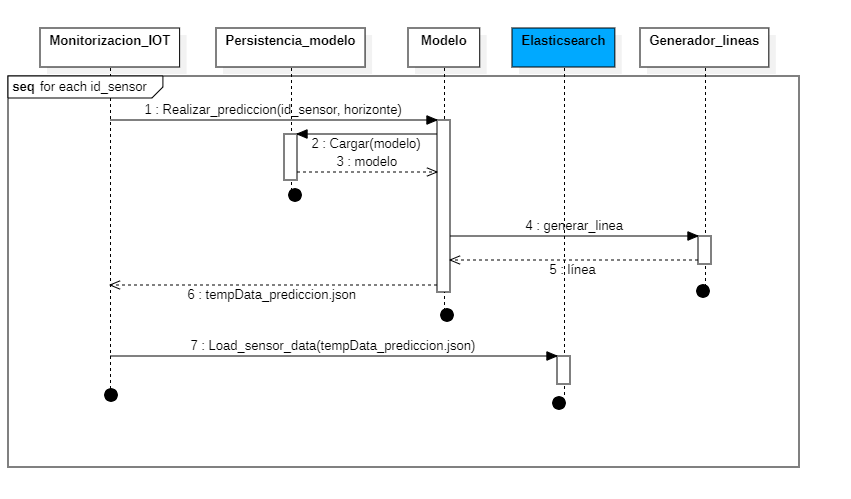 Monitorizacion_IOT
Persistencia_modelo
Modelo
Elasticsearch
Generador_lineas
seq for each id_sensor
1 : Realizar_prediccion(id_sensor, horizonte)
2 : Cargar(modelo)
3 : modelo
4 : generar_linea
5 : línea
6 : tempData_prediccion.json
7 : Load_sensor_data(tempData_prediccion.json)